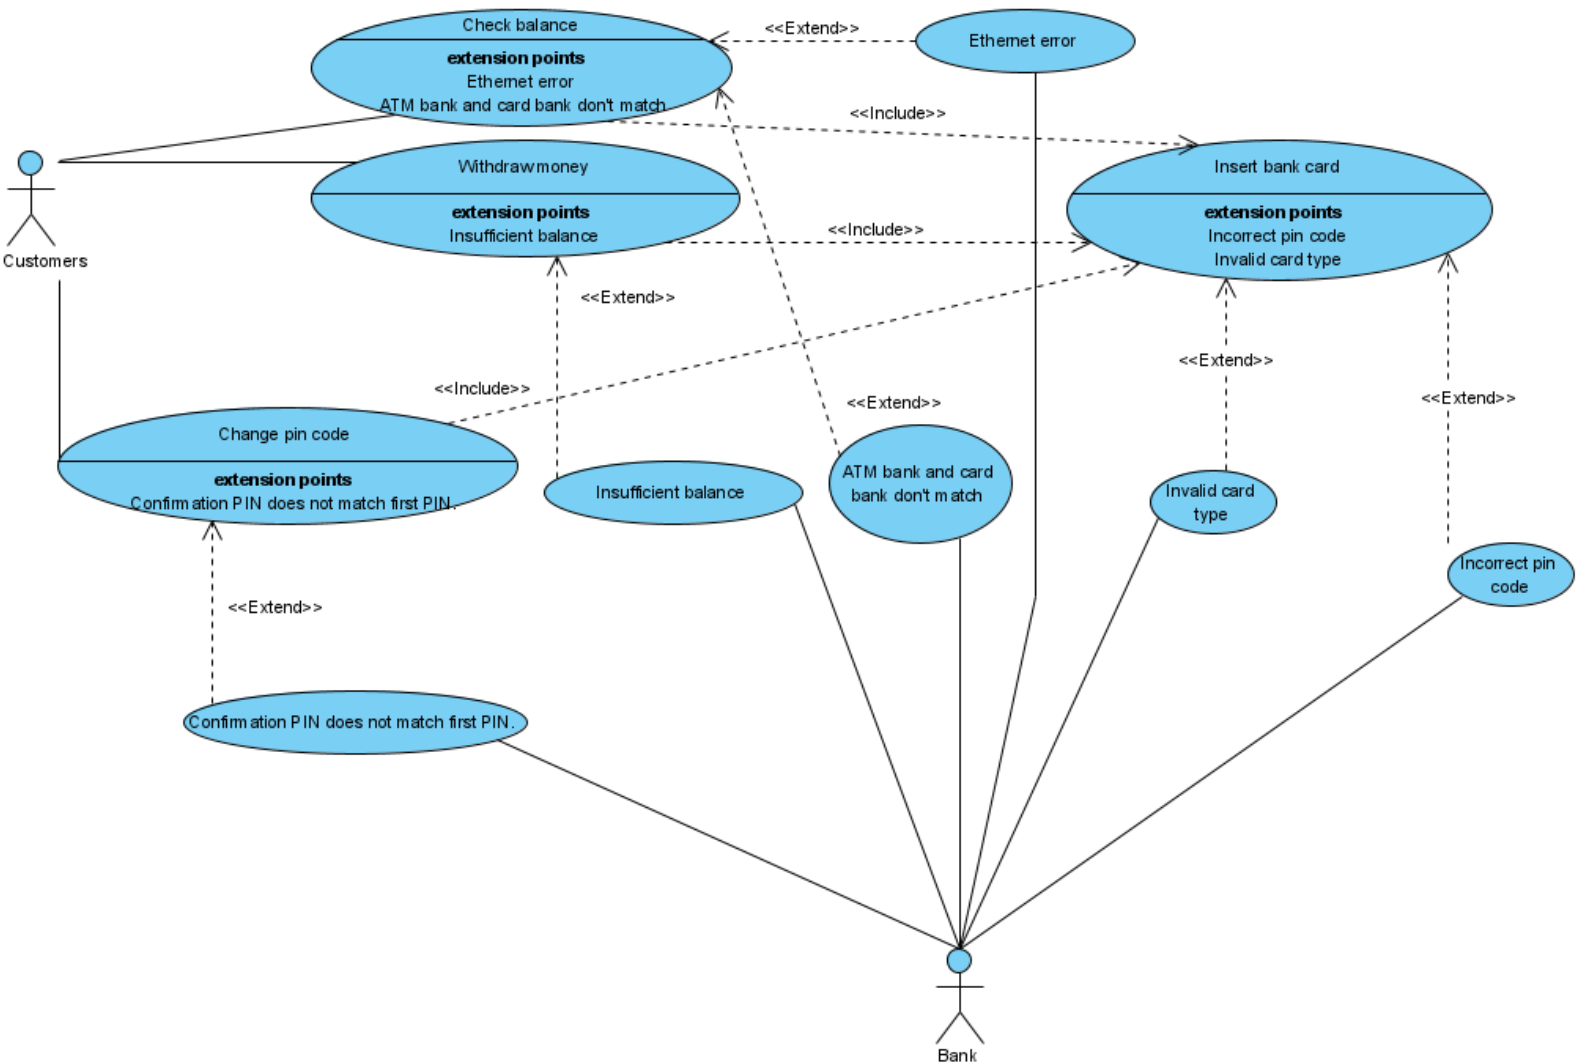 Check balance
extension points
Ethernet error
ATM bank and card bank don't match
<<Extend>>
Ethernet error
<<Include>>
Customers
Withdraw money
extension points
Insufficient balance
<<Include>>
Insert bank card
extension points
Incorrect pin code
Invalid card type
<<Extend>>
<<Extend>>
<<Extend>>
<<Include>>
<<Extend>>
Change pin code
extension points
Confirmation PIN does not match first PIN.
Insufficient balance
ATM bank and card
bank don't match
Invalid card
type
Incorrect pin
code
<<Extend>>
Confirmation PIN does not match first PIN.
Bank